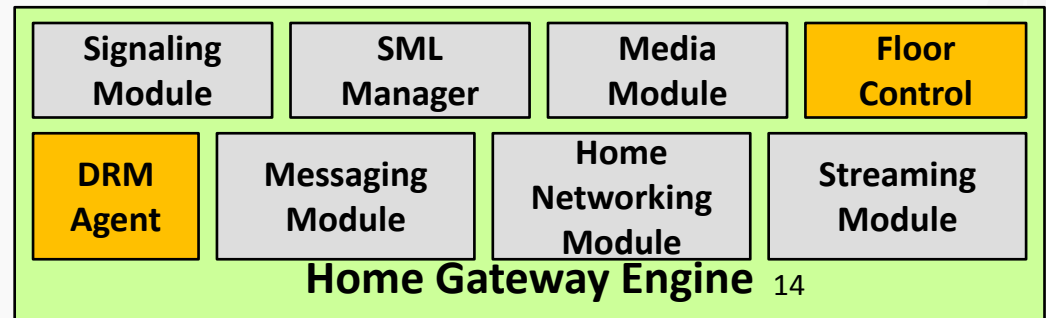 Signaling
Module
SML
Manager
Media
Module
Floor
Control
DRM
Agent
Messaging
Module
Home
Networking
Module
Streaming
Module
Home Gateway Engine 14